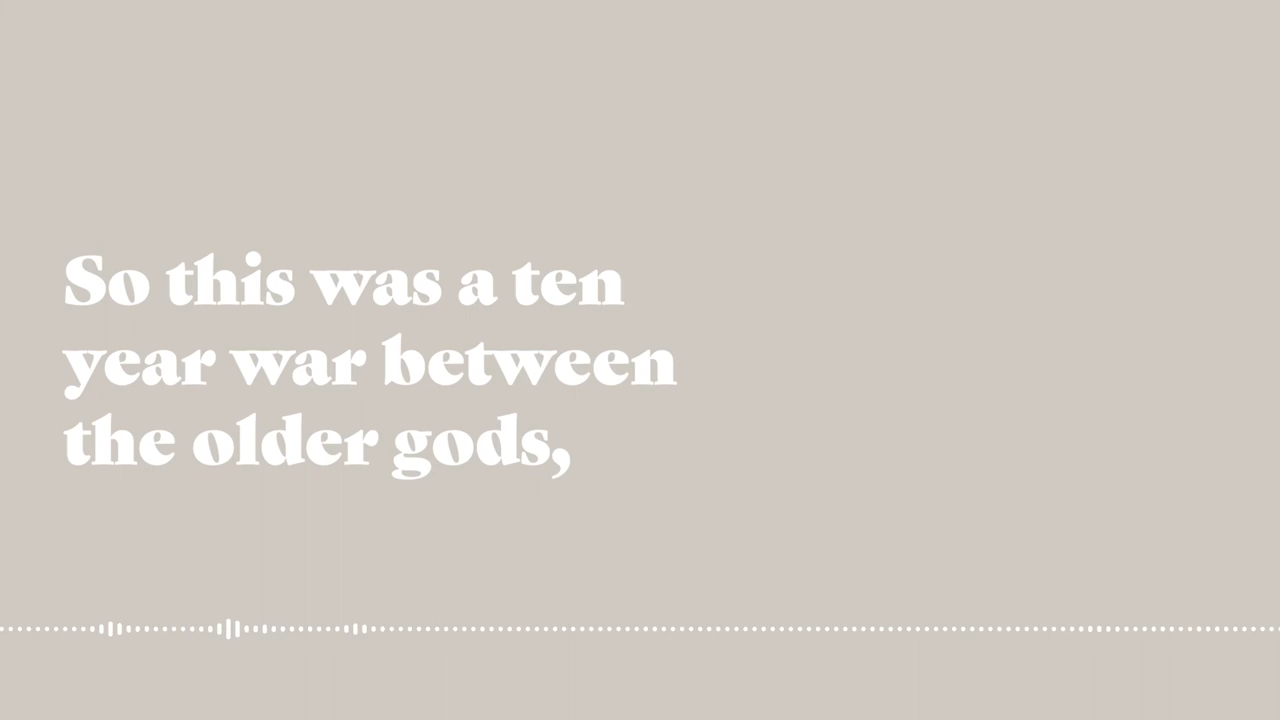 So this was a ten
year war between
the older gods,